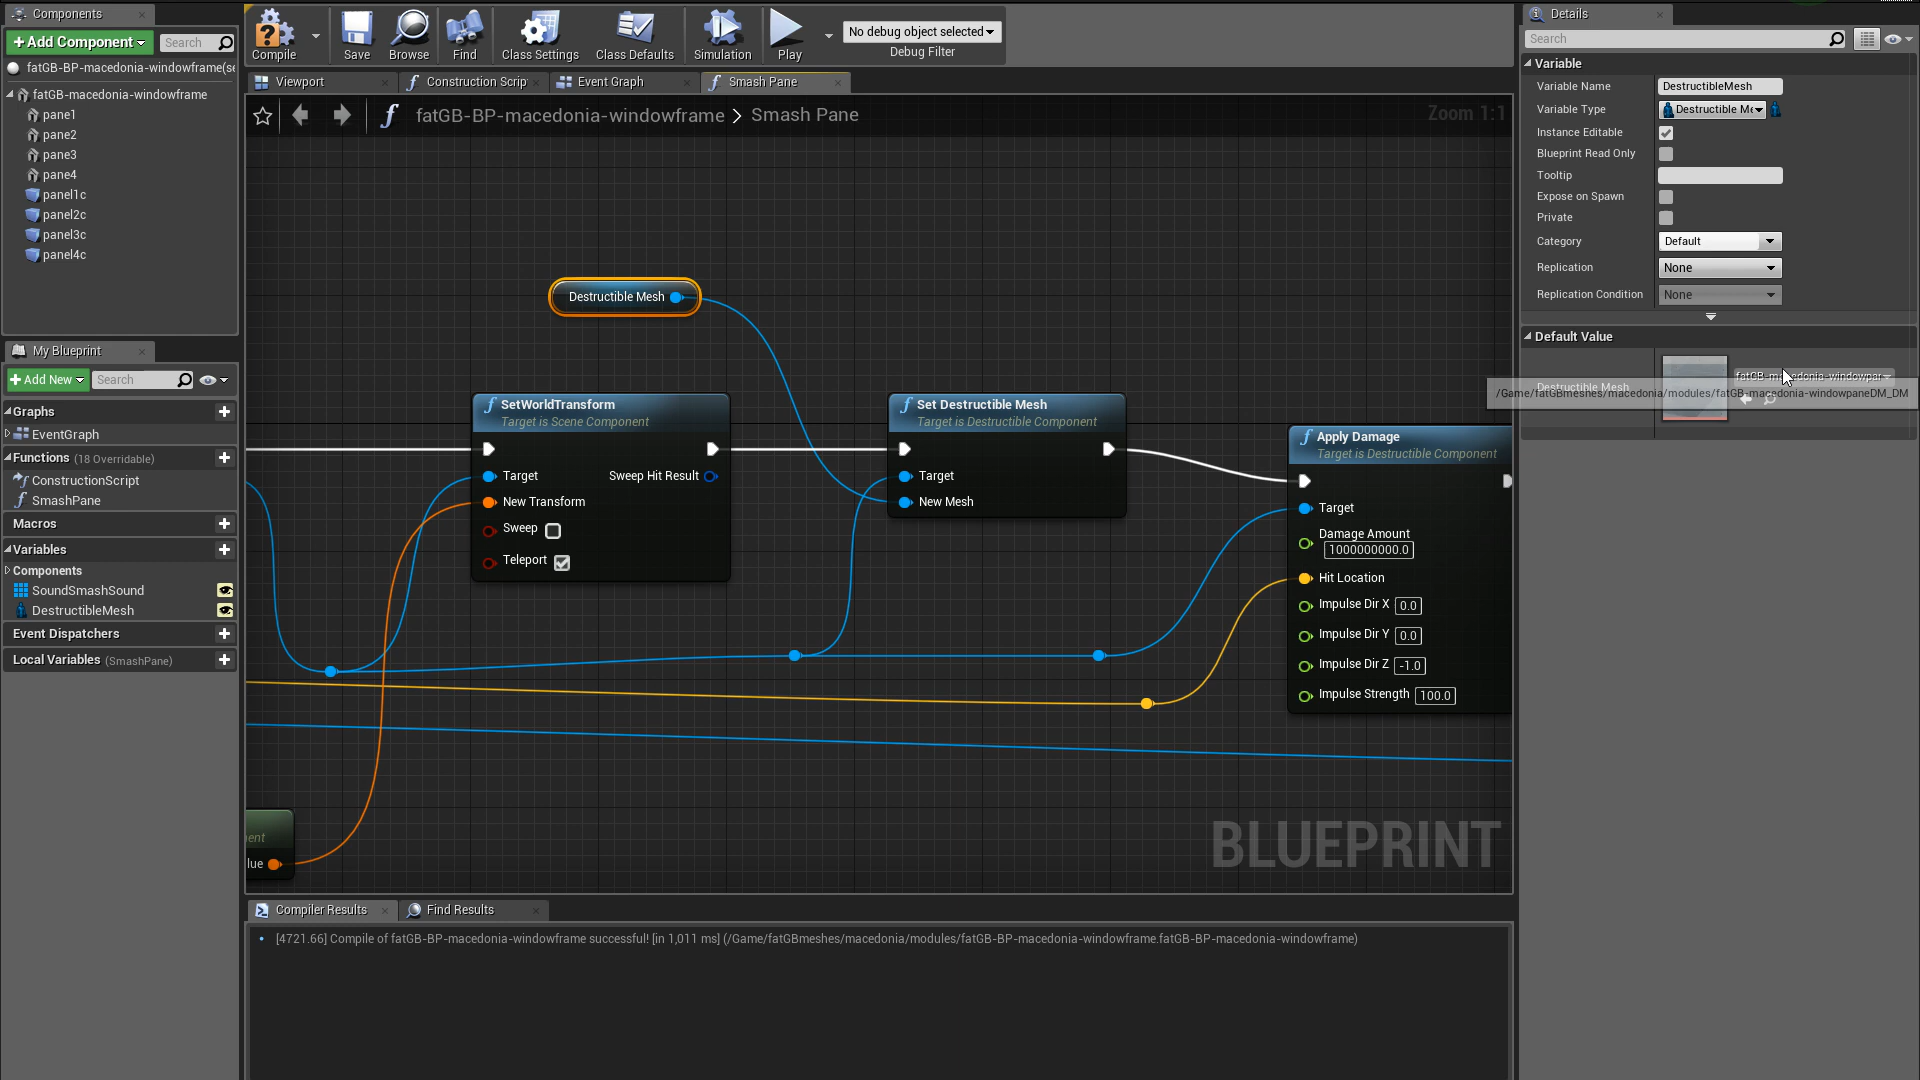 Components
Add Component
Search
fatGB-BP-macedonia-windowframe(se
fatGB-macedonia-windowframe
pane1
pane2
pane3
pane4
panel1c
panel2c
panel3c
panel4c
My Blueprint
Add New
Search
Graphs
EventGraph
Functions (18 Overridable)
ConstructionScript
SmashPane
Macros
Variables
Components
SoundSmashSound
DestructibleMesh
Event Dispatchers
Local Variables (SmashPane)
Compile
Save
Browse
Find
Class Settings
Class Defaults
Simulation
Play
No debug object selected
Debug Filter
Viewport
Construction Scrip
Event Graph
Smash Pane
fatGB-BP-macedonia-windowframe > Smash Pane
Zoom 1:1
Destructible Mesh
SetWorldTransform
Target is Scene Component
Target
Sweep Hit Result
New Transform
Sweep
Teleport
Set Destructible Mesh
Target is Destructible Component
Target
New Mesh
Apply Damage
Target is Destructible Component
Target
Damage Amount
1000000000.0
Hit Location
Impulse Dir X 0.0
Impulse Dir Y 0.0
Impulse Dir Z -1.0
Impulse Strength 100.0
ent
lue
BLUEPRINT
Compiler Results
Find Results
[4721.66] Compile of fatGB-BP-macedonia-windowframe successful! [in 1,011 ms] (/Game/fatGBmeshes/macedonia/modules/fatGB-BP-macedonia-windowframe.fatGB-BP-macedonia-windowframe)
Details
Search
Variable
Variable Name DestructibleMesh
Variable Type Destructible Me
Instance Editable
Blueprint Read Only
Tooltip
Expose on Spawn
Private
Category Default
Replication None
Replication Condition None
Default Value
Destructible Mesh
fatGB-macedonia-windowpar
/Game/fatGBmeshes/macedonia/modules/fatGB-macedonia-windowpaneDM_DM